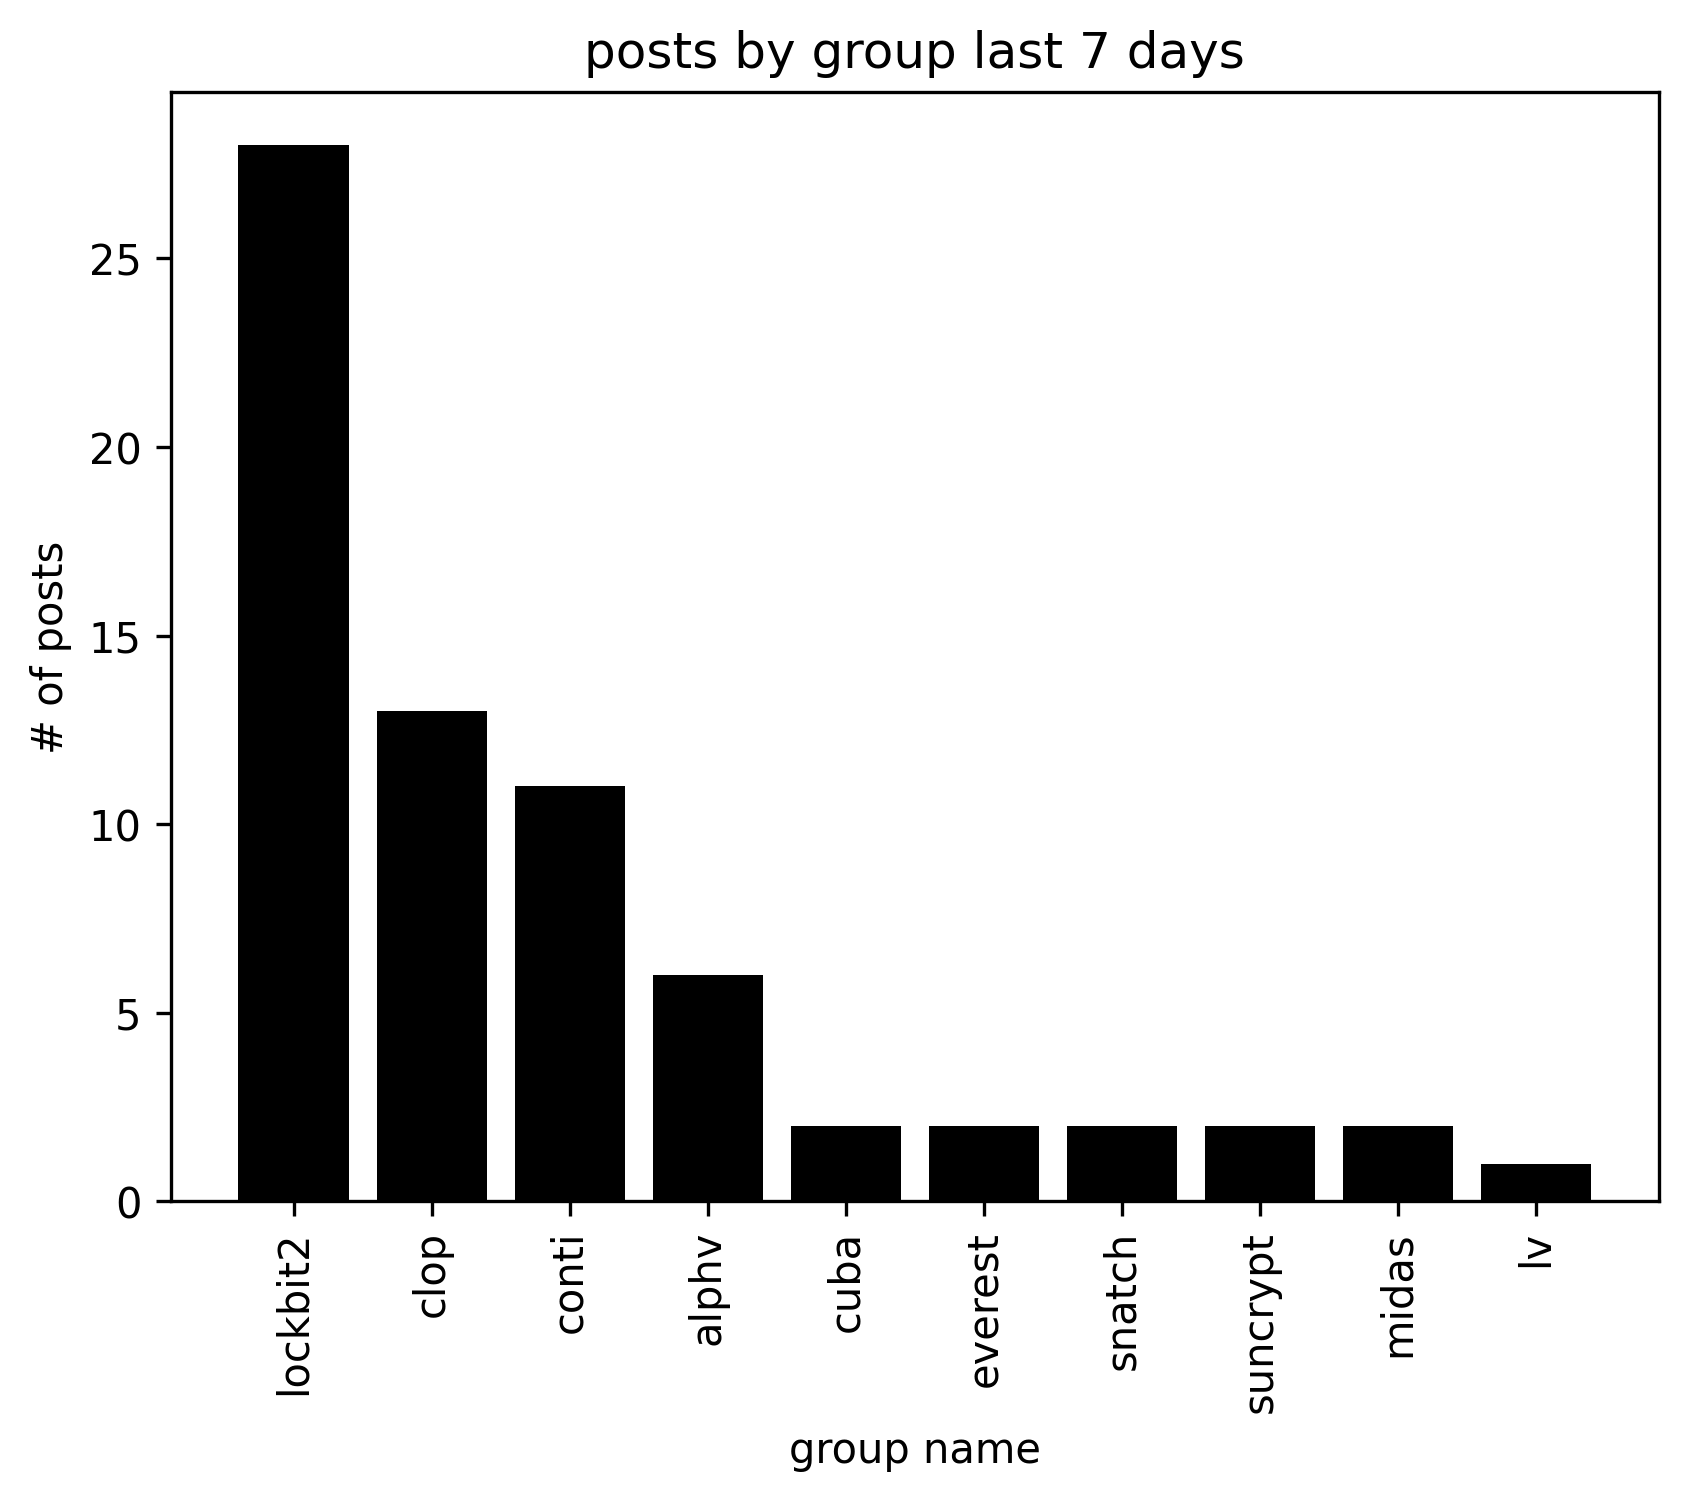 posts by group last 7 days
# of posts
25
20
15
10
5
0
lockbit2
clop
conti
alphv
cuba
everest
snatch
suncrypt
midas
lv
group name